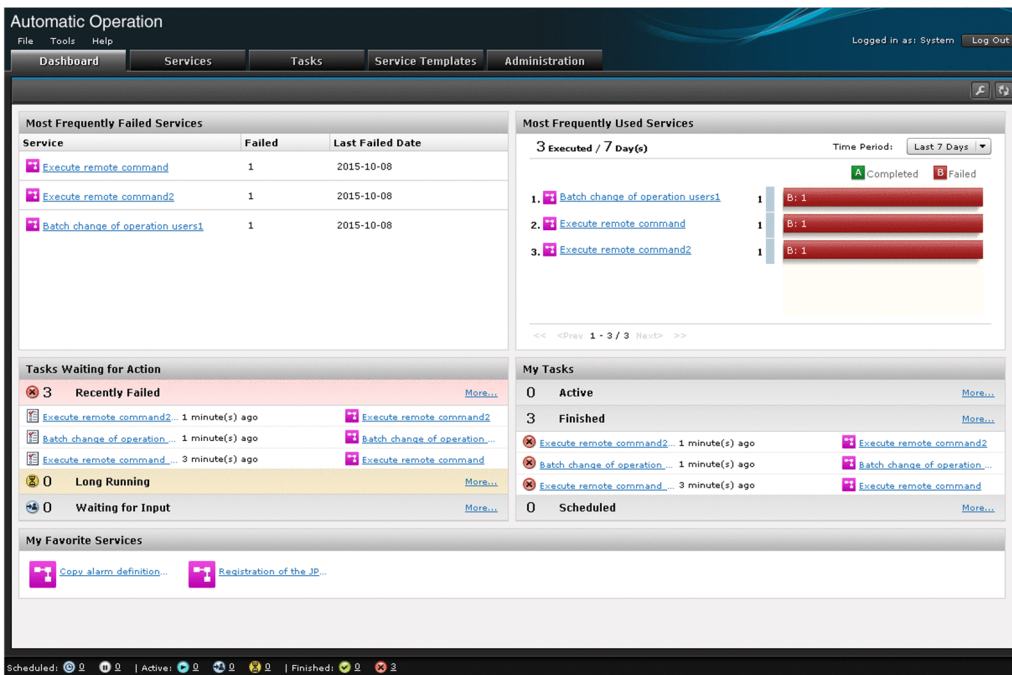 Automatic Operation
File Tools Help
Logged in as: System Log Out
Dashboard Services Tasks Service Templates Administration
Most Frequently Failed Services
Service Failed Last Failed Date
Execute remote command 1 2015-10-08
Execute remote command2 1 2015-10-08
Batch change of operation users1 1 2015-10-08
Most Frequently Used Services
3 Executed / 7 Day(s) Time Period: Last 7 Days
A Completed B Failed
1. Batch change of operation users1 1 B: 1
2. Execute remote command 1 B: 1
3. Execute remote command2 1 B: 1
<< <Prev 1 - 3 / 3 Next> >>
Tasks Waiting for Action
3 Recently Failed More...
Execute remote command2... 1 minute(s) ago Execute remote command2
Batch change of operation ... 1 minute(s) ago Batch change of operation ...
Execute remote command_... 3 minute(s) ago Execute remote command
0 Long Running More...
0 Waiting for Input More...
My Tasks
0 Active More...
3 Finished More...
Execute remote command2... 1 minute(s) ago Execute remote command2
Batch change of operation ... 1 minute(s) ago Batch change of operation ...
Execute remote command_... 3 minute(s) ago Execute remote command
0 Scheduled More...
My Favorite Services
Copy alarm definition... Registration of the JP...
Scheduled: 0 0 | Active: 0 0 0 | Finished: 0 3